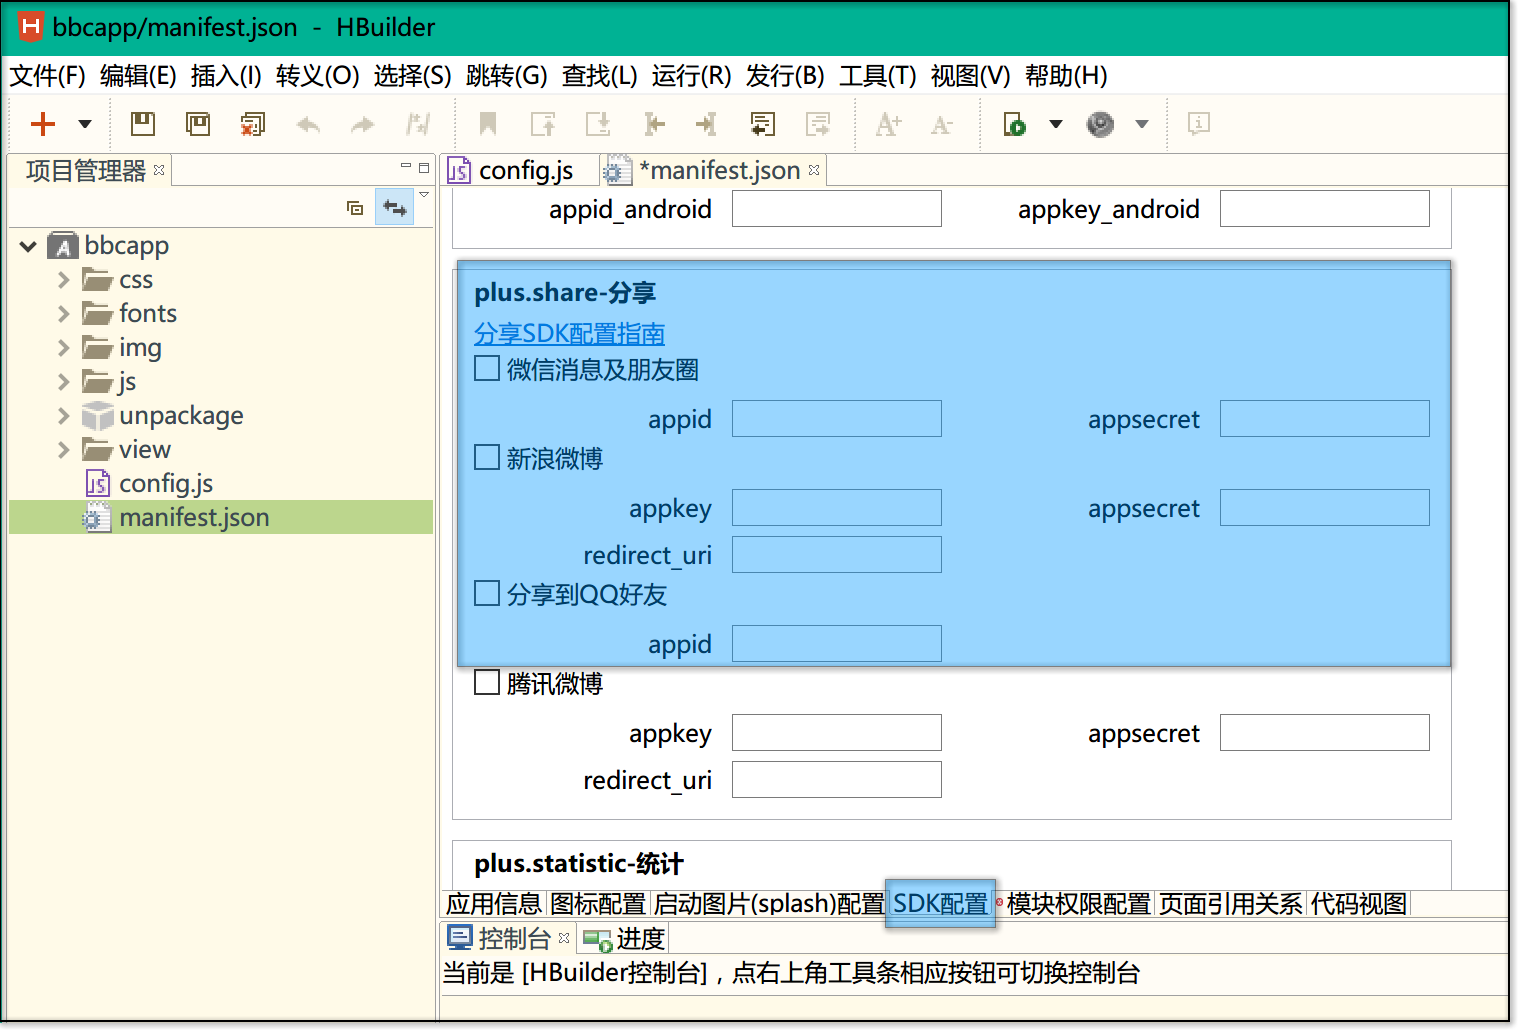 bbcapp/manifest.json - HBuilder
文件(F) 编辑(E) 插入(I) 转义(O) 选择(S) 跳转(G) 查找(L) 运行(R) 发行(B) 工具(T) 视图(V) 帮助(H)
项目管理器
bbcapp
css
fonts
img
js
unpackage
view
config.js
manifest.json
config.js *manifest.json
appid_android appkey_android
plus.share-分享
分享SDK配置指南
微信消息及朋友圈
appid appsecret
新浪微博
appkey appsecret
redirect_uri
分享到QQ好友
appid
腾讯微博
appkey appsecret
redirect_uri
plus.statistic-统计
应用信息 图标配置 启动图片(splash)配置 SDK配置 模块权限配置 页面引用关系 代码视图
控制台 进度
当前是 [HBuilder控制台]，点右上角工具条相应按钮可切换控制台